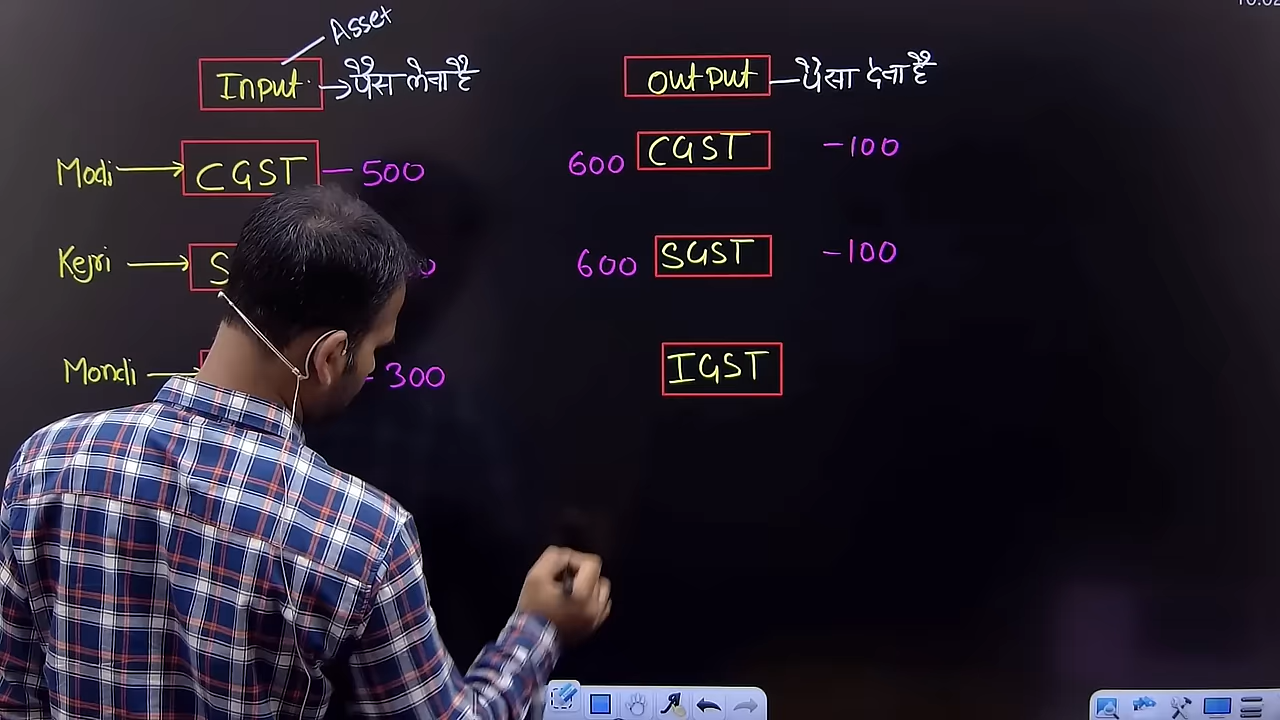 Asset
Input → पैसा लेना है
Output — पैसा देना है
Modi → CGST — 500
600 CGST — 100
Kejri →
600 SGST — 100
Mondi — 300
IGST